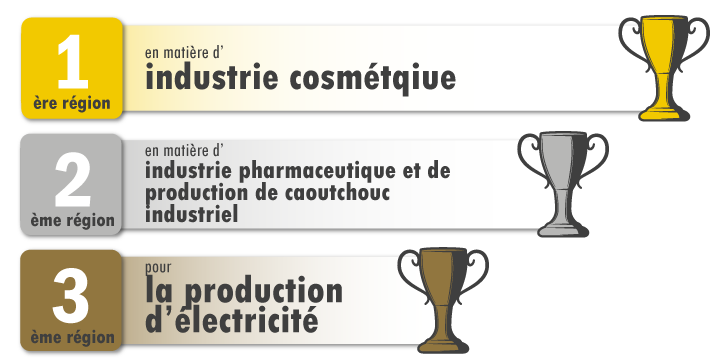 1
ère région
en matière d'
industrie cosmétqiue
2
ème région
en matière d'
industrie pharmaceutique et de
production de caoutchouc
industriel
3
ème région
pour
la production
d'électricité